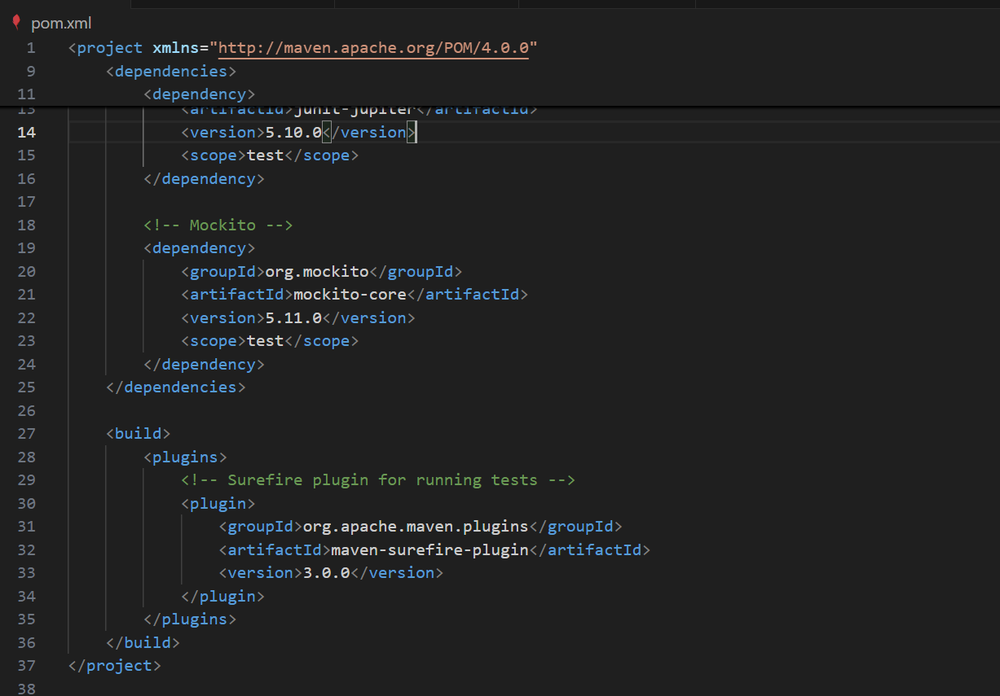 pom.xml
1 <project xmlns="http://maven.apache.org/POM/4.0.0"
9 <dependencies>
11 <dependency>
13 <artifactId>junit-jupiter</artifactId>
14 <version>5.10.0</version>
15 <scope>test</scope>
16 </dependency>
17
18 <!-- Mockito -->
19 <dependency>
20 <groupId>org.mockito</groupId>
21 <artifactId>mockito-core</artifactId>
22 <version>5.11.0</version>
23 <scope>test</scope>
24 </dependency>
25 </dependencies>
26
27 <build>
28 <plugins>
29 <!-- Surefire plugin for running tests -->
30 <plugin>
31 <groupId>org.apache.maven.plugins</groupId>
32 <artifactId>maven-surefire-plugin</artifactId>
33 <version>3.0.0</version>
34 </plugin>
35 </plugins>
36 </build>
37 </project>
38